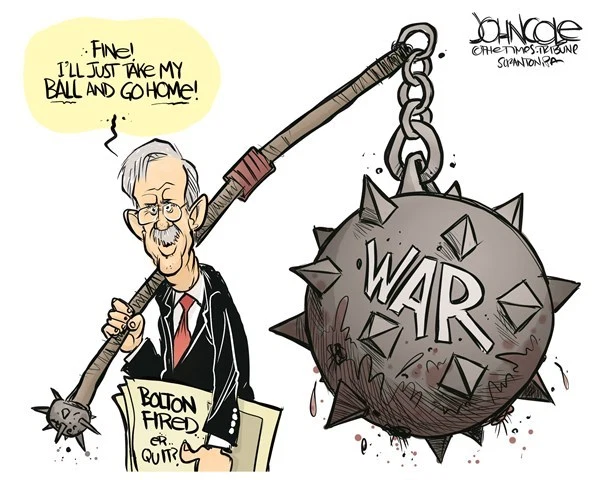 FINE!
I'LL JUST TAKE MY
BALL AND GO HOME!
JOHN COLE
©THE TIMES-TRIBUNE
SCRANTON, PA
WAR
BOLTON
FIRED
OR
QUIT?